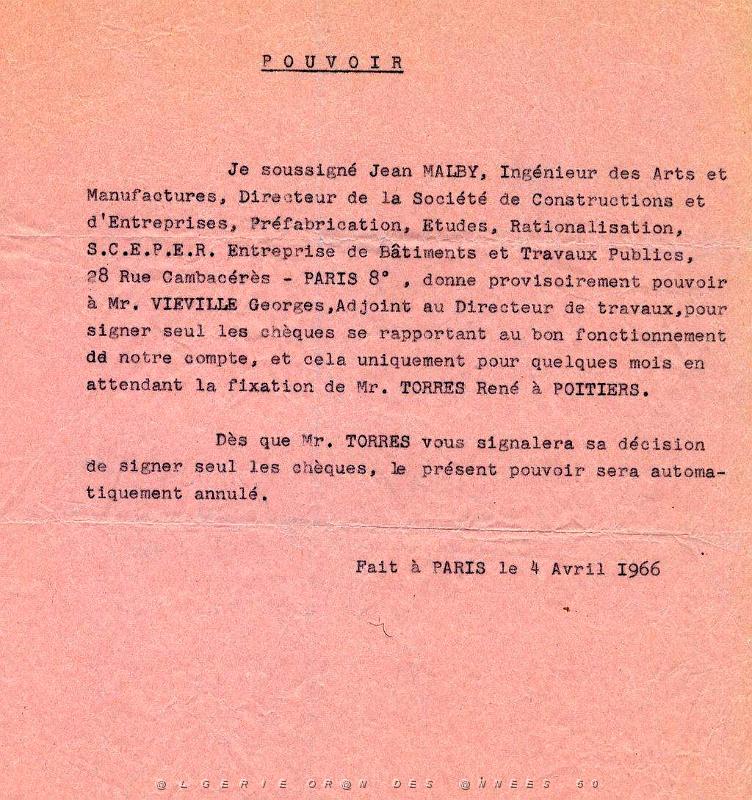 POUVOIR
Je soussigné Jean MALBY, Ingénieur des Arts et
Manufactures, Directeur de la Société de Constructions et
d'Entreprises, Préfabrication, Etudes, Rationalisation,
S.C.E.P.E.R. Entreprise de Bâtiments et Travaux Publics,
28 Rue Cambacérès - PARIS 8° , donne provisoirement pouvoir
à Mr. VIEVILLE Georges,Adjoint au Directeur de travaux,pour
signer seul les chèques se rapportant au bon fonctionnement
dd notre compte, et cela uniquement pour quelques mois en
attendant la fixation de Mr. TORRES René à POITIERS.
Dès que Mr. TORRES vous signalera sa décision
de signer seul les chèques, le présent pouvoir sera automa-
tiquement annulé.
Fait à PARIS le 4 Avril I966
@LGERIE OR@N DES @NNEES 50